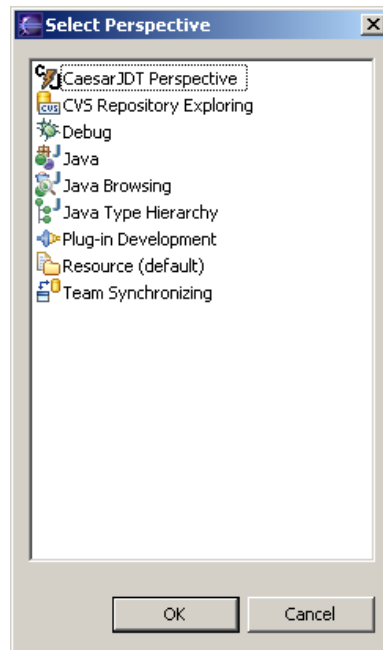 Select Perspective
CaesarJDT Perspective
CVS Repository Exploring
Debug
Java
Java Browsing
Java Type Hierarchy
Plug-in Development
Resource (default)
Team Synchronizing
OK
Cancel